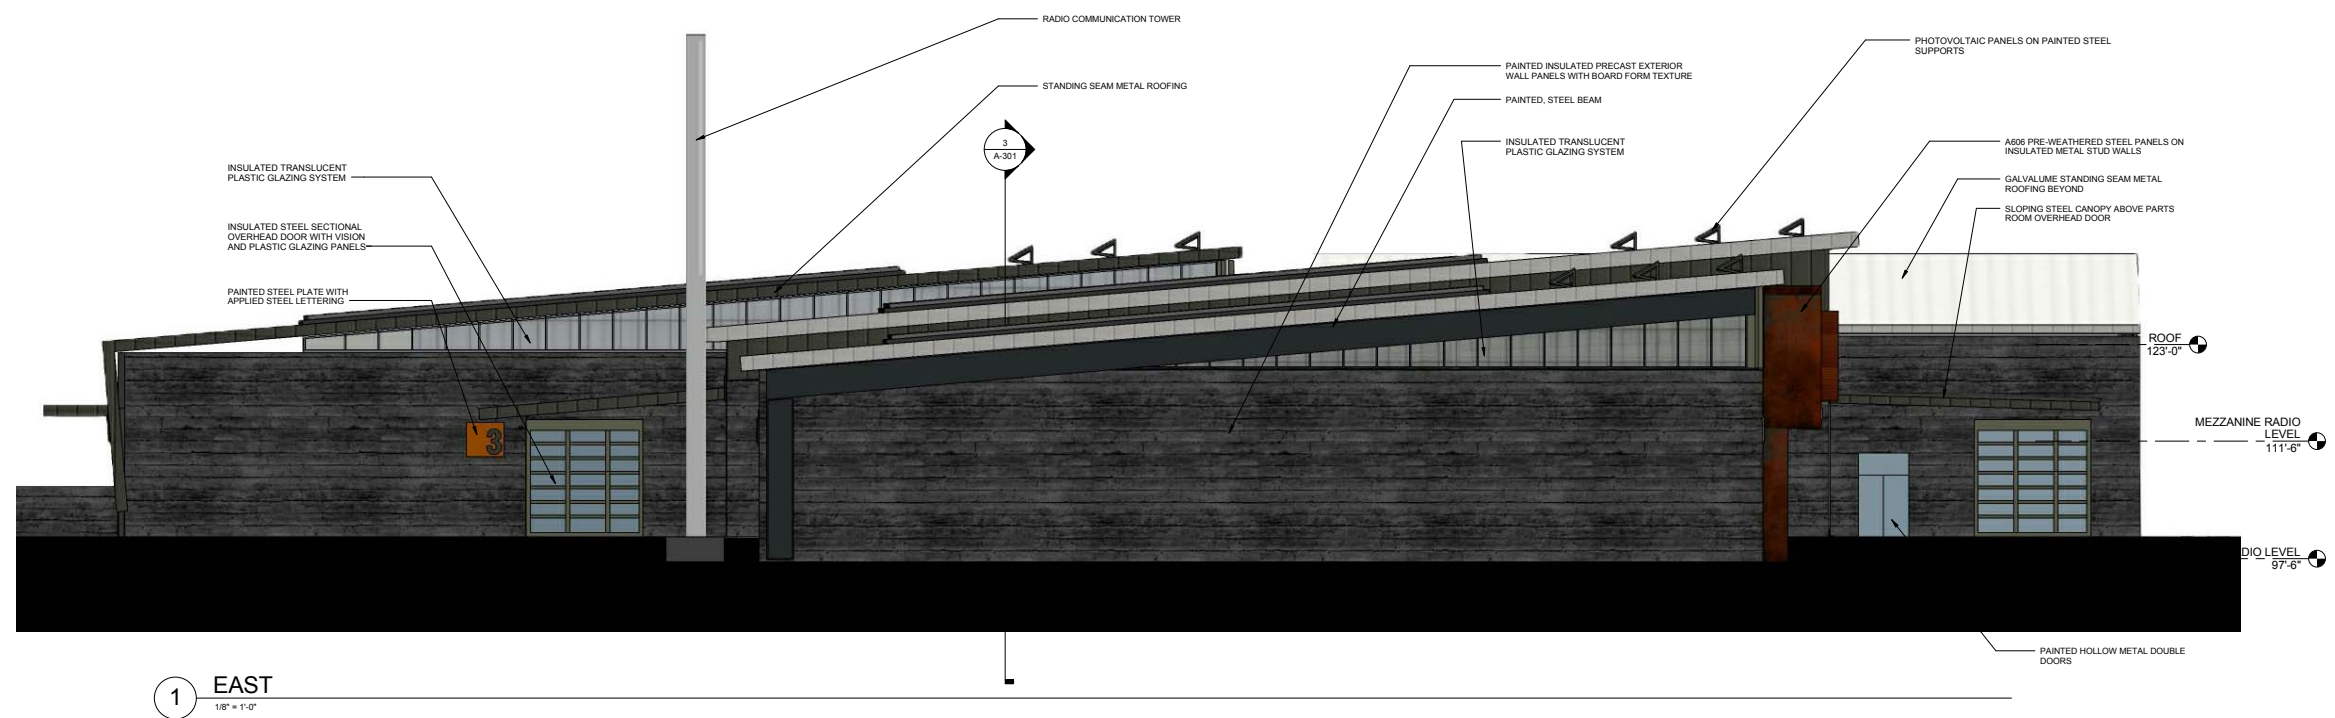 RADIO COMMUNICATION TOWER
STANDING SEAM METAL ROOFING
3
A-301
PHOTOVOLTAIC PANELS ON PAINTED STEEL
SUPPORTS
PAINTED INSULATED PRECAST EXTERIOR
WALL PANELS WITH BOARD FORM TEXTURE
PAINTED, STEEL BEAM
INSULATED TRANSLUCENT
PLASTIC GLAZING SYSTEM
A606 PRE-WEATHERED STEEL PANELS ON
INSULATED METAL STUD WALLS
GALVALUME STANDING SEAM METAL
ROOFING BEYOND
SLOPING STEEL CANOPY ABOVE PARTS
ROOM OVERHEAD DOOR
INSULATED TRANSLUCENT
PLASTIC GLAZING SYSTEM
INSULATED STEEL SECTIONAL
OVERHEAD DOOR WITH VISION
AND PLASTIC GLAZING PANELS
PAINTED STEEL PLATE WITH
APPLIED STEEL LETTERING
3
ROOF
123'-0"
MEZZANINE RADIO
LEVEL
111'-6"
DIO LEVEL
97'-6"
PAINTED HOLLOW METAL DOUBLE
DOORS
1
EAST
1/8" = 1'-0"